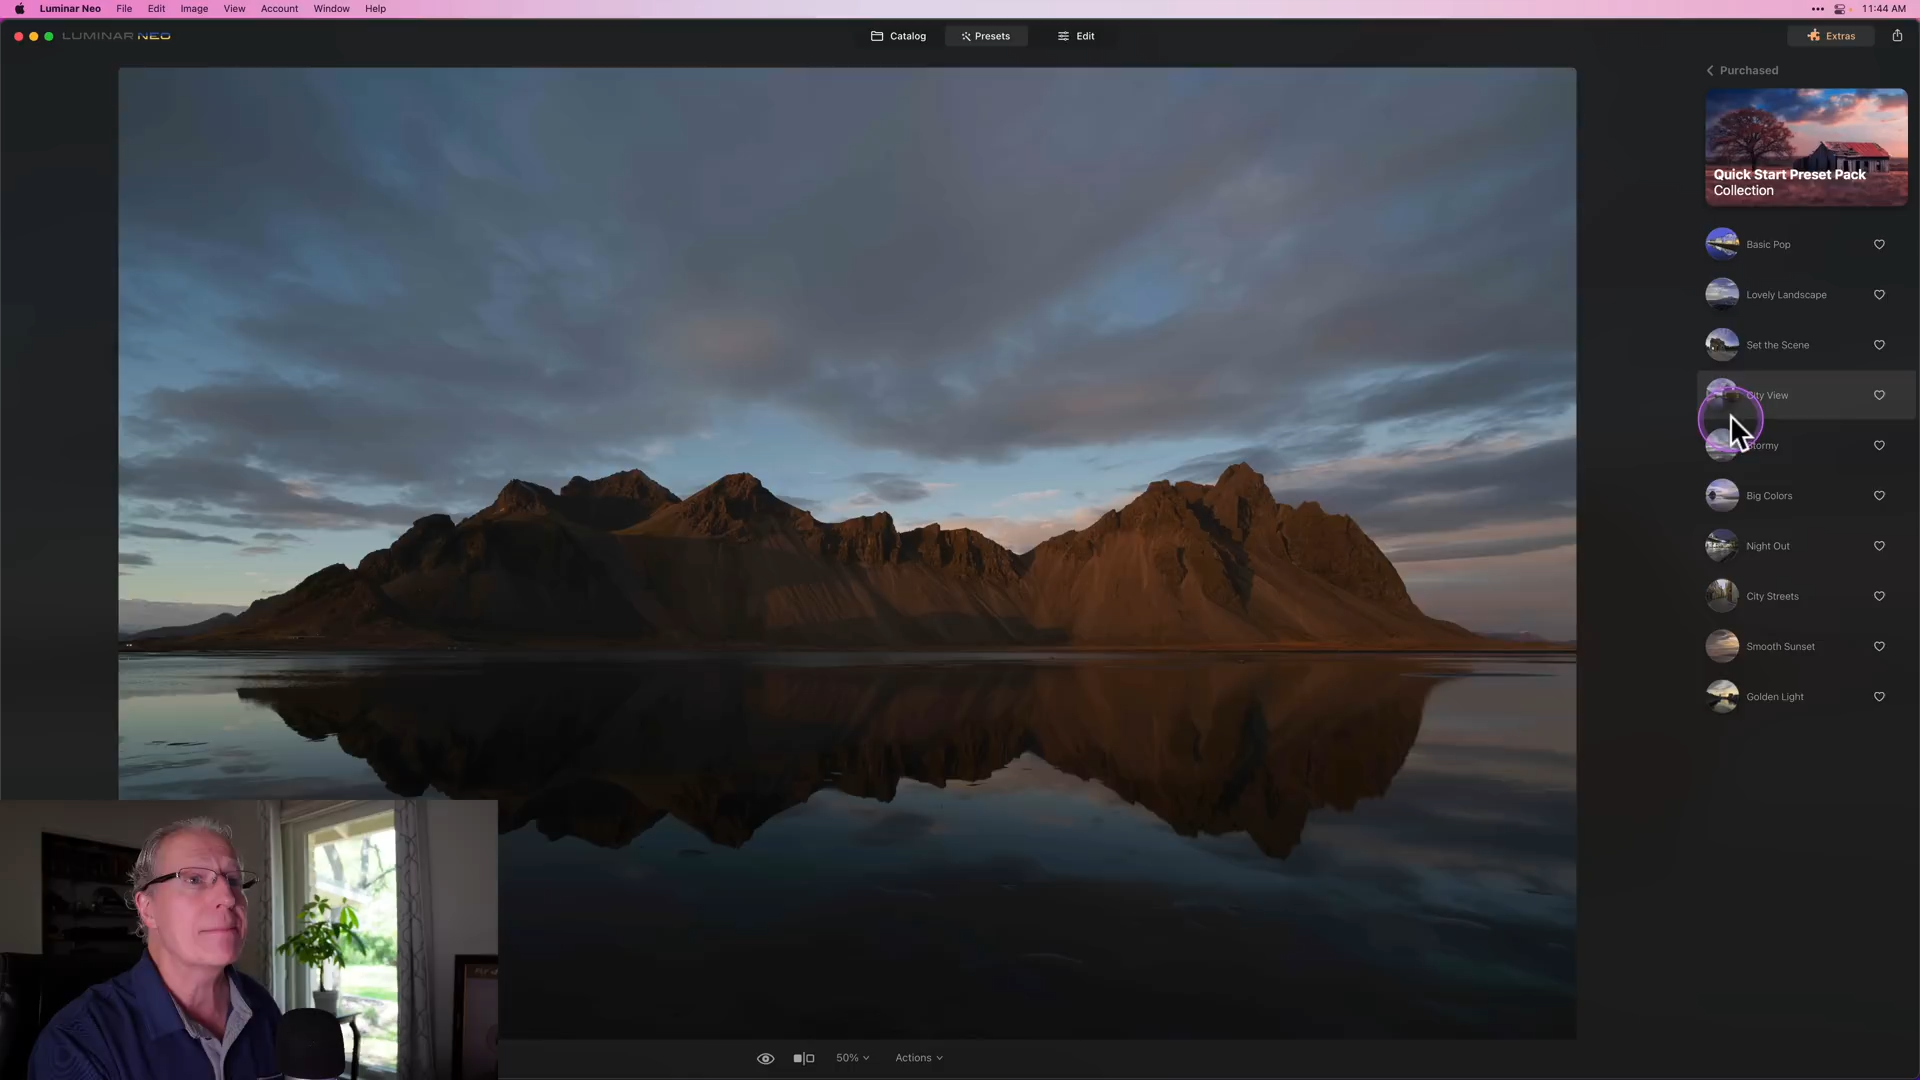 Luminar Neo File Edit Image View Account Window Help
11:44 AM
LUMINAR NEO
Catalog
Presets
Edit
Extras
Purchased
Quick Start Preset Pack
Collection
Basic Pop
Lovely Landscape
Set the Scene
City View
Stormy
Big Colors
Night Out
City Streets
Smooth Sunset
Golden Light
50%
Actions